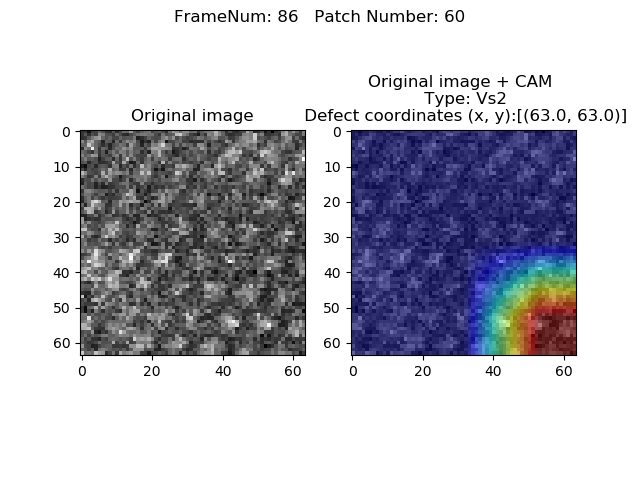 FrameNum: 86   Patch Number: 60
Original image
Original image + CAM
Type: Vs2
Defect coordinates (x, y):[(63.0, 63.0)]
0
10
20
30
40
50
60
0 20 40 60
0
10
20
30
40
50
60
0 20 40 60